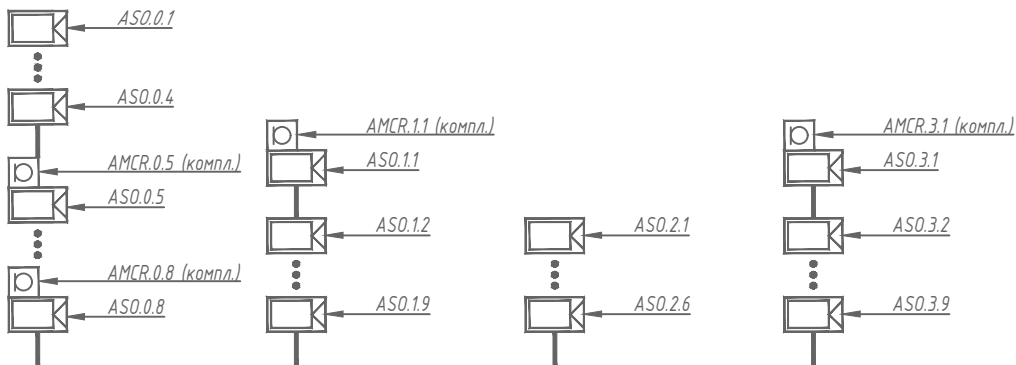 ASO.0.1
ASO.0.4
AMCR.0.5 (компл.)
ASO.0.5
AMCR.0.8 (компл.)
ASO.0.8
AMCR.1.1 (компл.)
ASO.1.1
ASO.1.2
ASO.1.9
ASO.2.1
ASO.2.6
AMCR.3.1 (компл.)
ASO.3.1
ASO.3.2
ASO.3.9